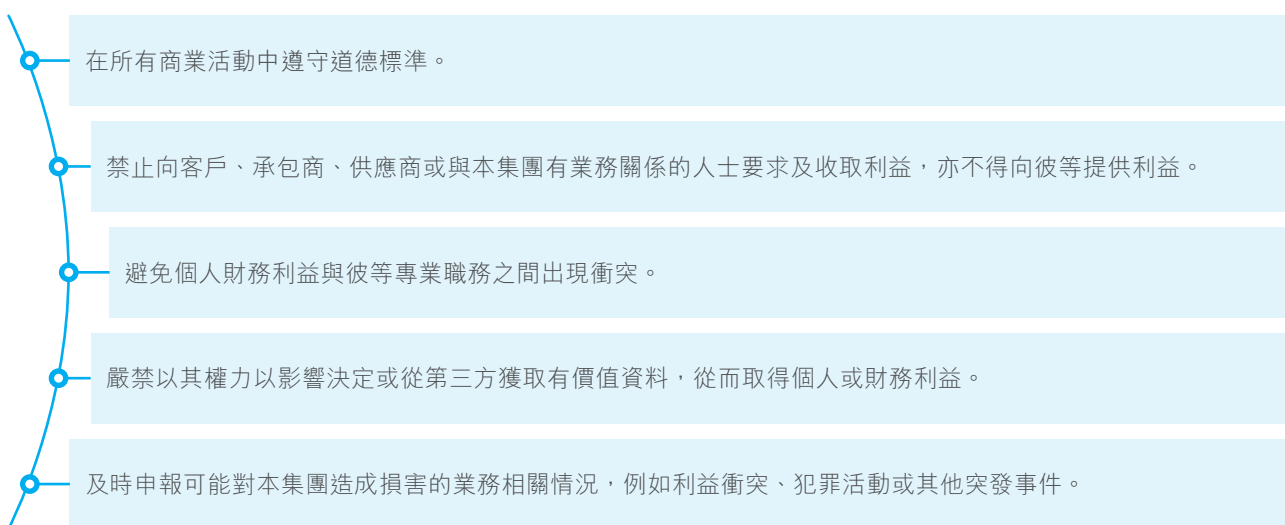 在所有商業活動中遵守道德標準。
禁止向客戶、承包商、供應商或與本集團有業務關係的人士要求及收取利益，亦不得向彼等提供利益。
避免個人財務利益與彼等專業職務之間出現衝突。
嚴禁以其權力以影響決定或從第三方獲取有價值資料，從而取得個人或財務利益。
及時申報可能對本集團造成損害的業務相關情況，例如利益衝突、犯罪活動或其他突發事件。